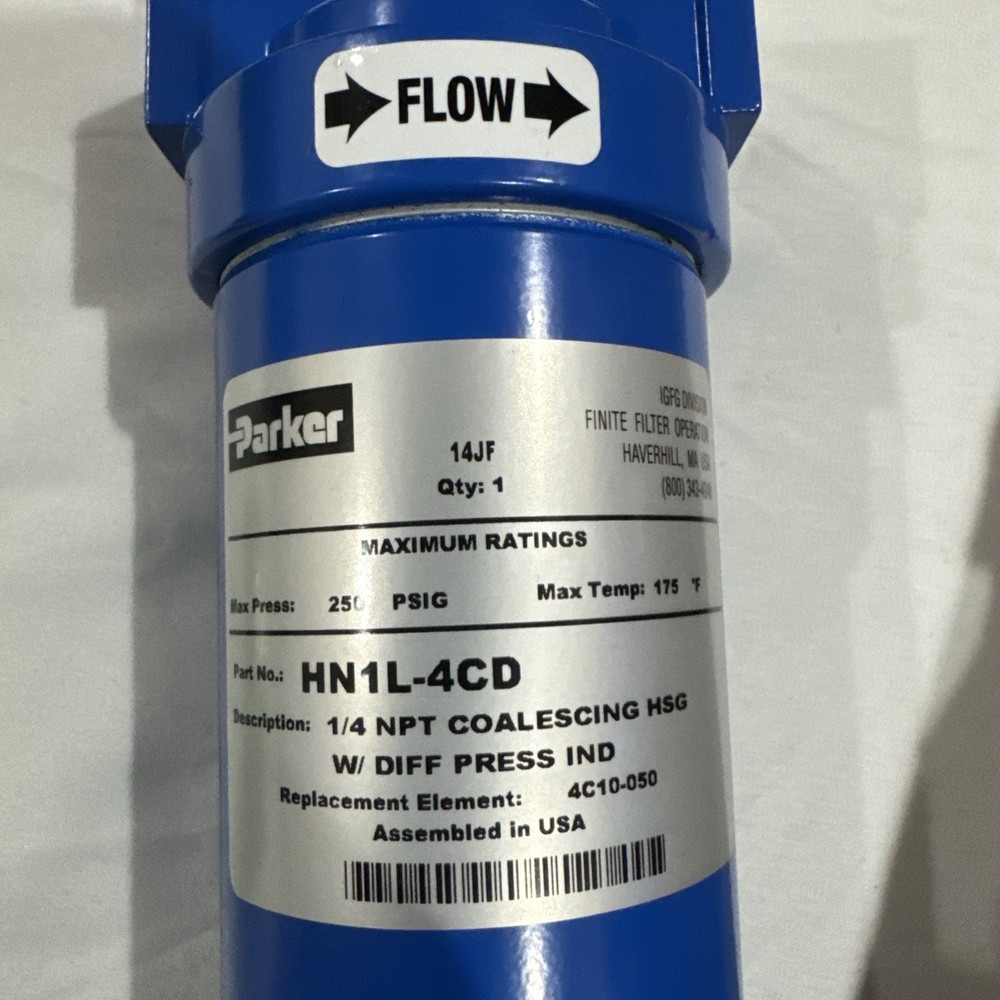 FLOW
Parker
IGFG DIVISION
FINITE FILTER OPERATION
HAVERHILL, MA USA
(800)
14JF
Qty: 1
MAXIMUM RATINGS
Max Press: 250 PSIG Max Temp: 175 °F
Part No.: HN1L-4CD
Description: 1/4 NPT COALESCING HSG
W/ DIFF PRESS IND
Replacement Element: 4C10-050
Assembled in USA